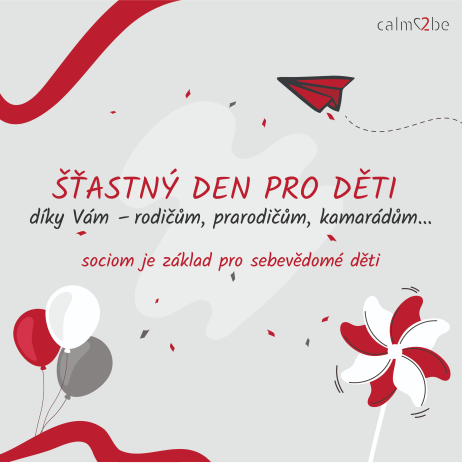 calm2be
ŠŤASTNÝ DEN PRO DĚTI
díky Vám – rodičům, prarodičům, kamarádům...
sociom je základ pro sebevědomé děti